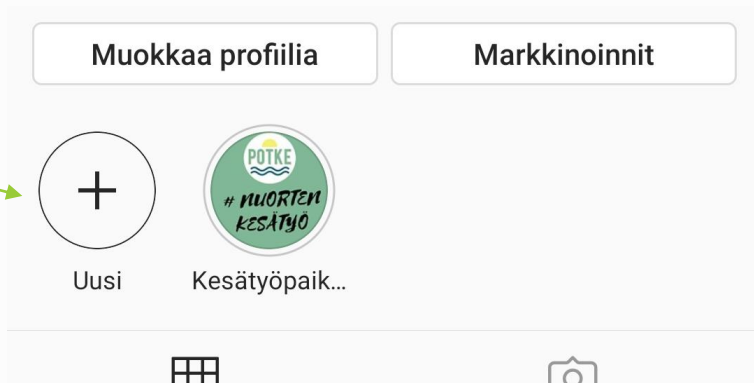 Muokkaa profiilia
Markkinoinnit
POTKE
# NUORTEN
KESÄTYÖ
Uusi
Kesätyöpaik...